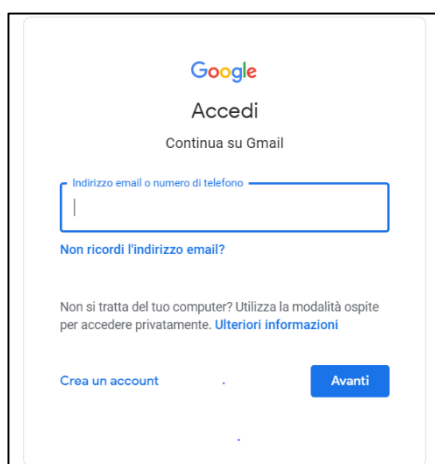 Google
Accedi
Continua su Gmail
Indirizzo email o numero di telefono
Non ricordi l'indirizzo email?
Non si tratta del tuo computer? Utilizza la modalità ospite
per accedere privatamente. Ulteriori informazioni
Crea un account
Avanti